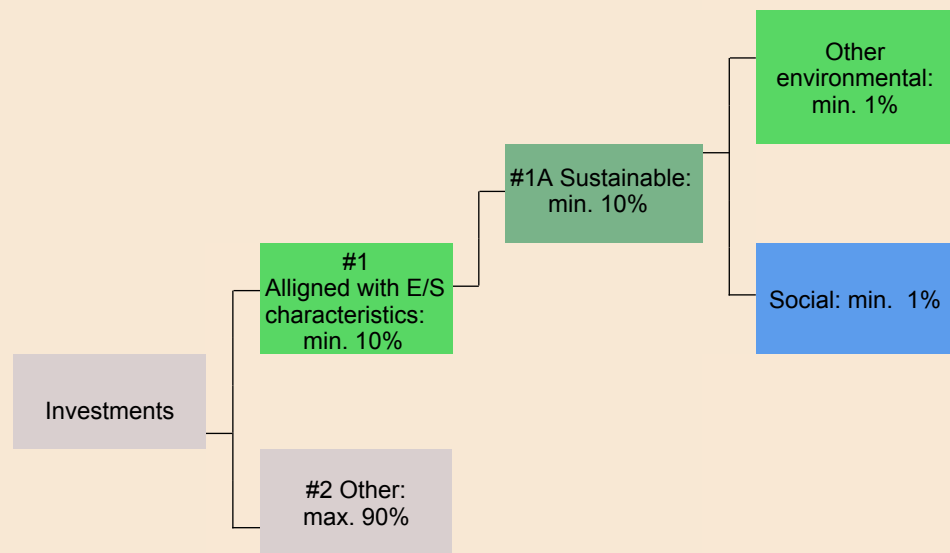 Investments
#1
Alligned with E/S
characteristics:
min. 10%
#2 Other:
max. 90%
#1A Sustainable:
min. 10%
Other
environmental:
min. 1%
Social: min. 1%